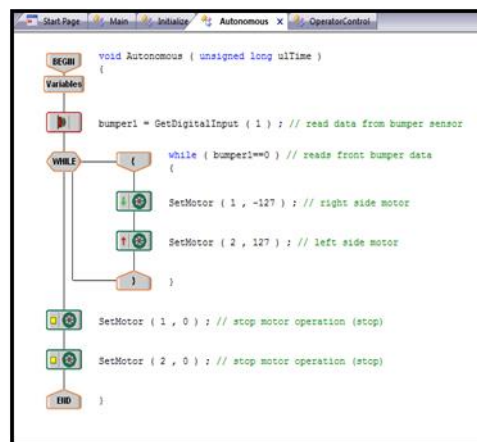 Start Page Main Initialize Autonomous X OperatorControl
BEGIN void Autonomous ( unsigned long ulTime )
{
Variables
bumper1 = GetDigitalInput ( 1 ) ; // read data from bumper sensor
WHILE { while ( bumper1==0 ) // reads front bumper data
{
SetMotor ( 1 , -127 ) ; // right side motor
SetMotor ( 2 , 127 ) ; // left side motor
} }
SetMotor ( 1 , 0 ) ; // stop motor operation (stop)
SetMotor ( 2 , 0 ) ; // stop motor operation (stop)
END }